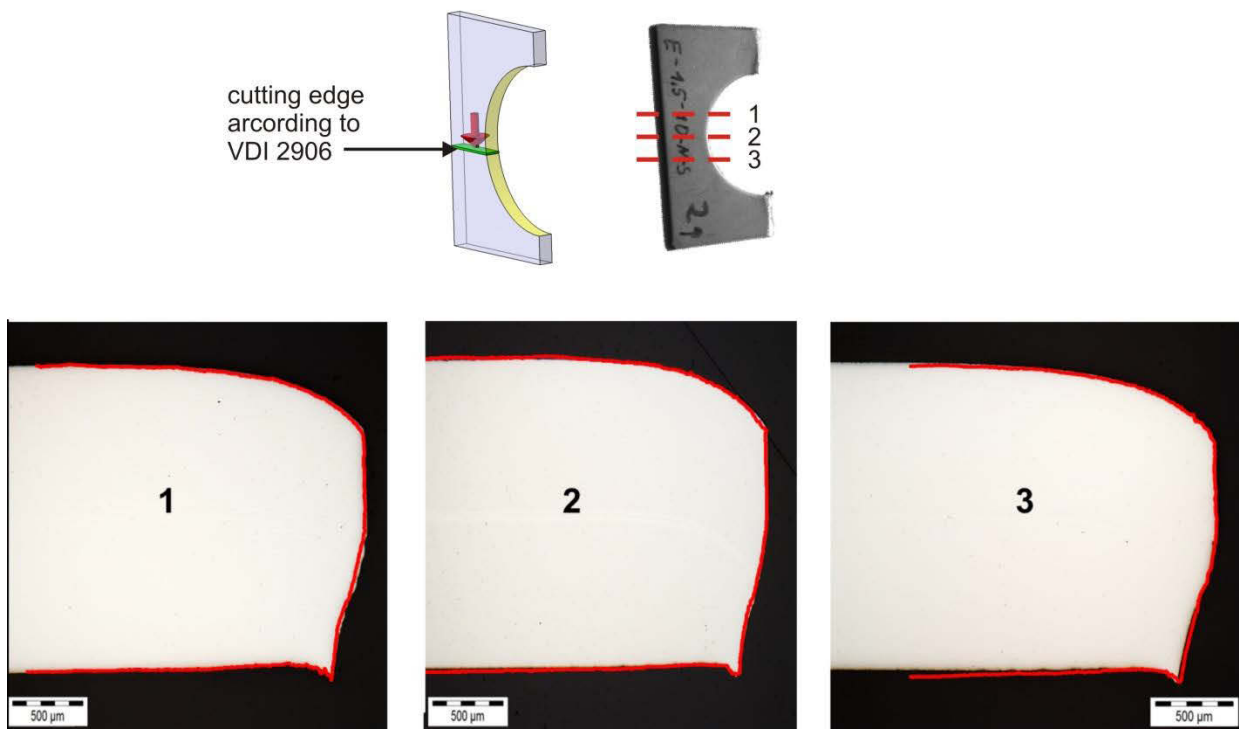 cutting edge
arcording to
VDI 2906
E-1,5-10-N-S
21
1
2
3
1
2
3
500 µm
500 µm
500 µm